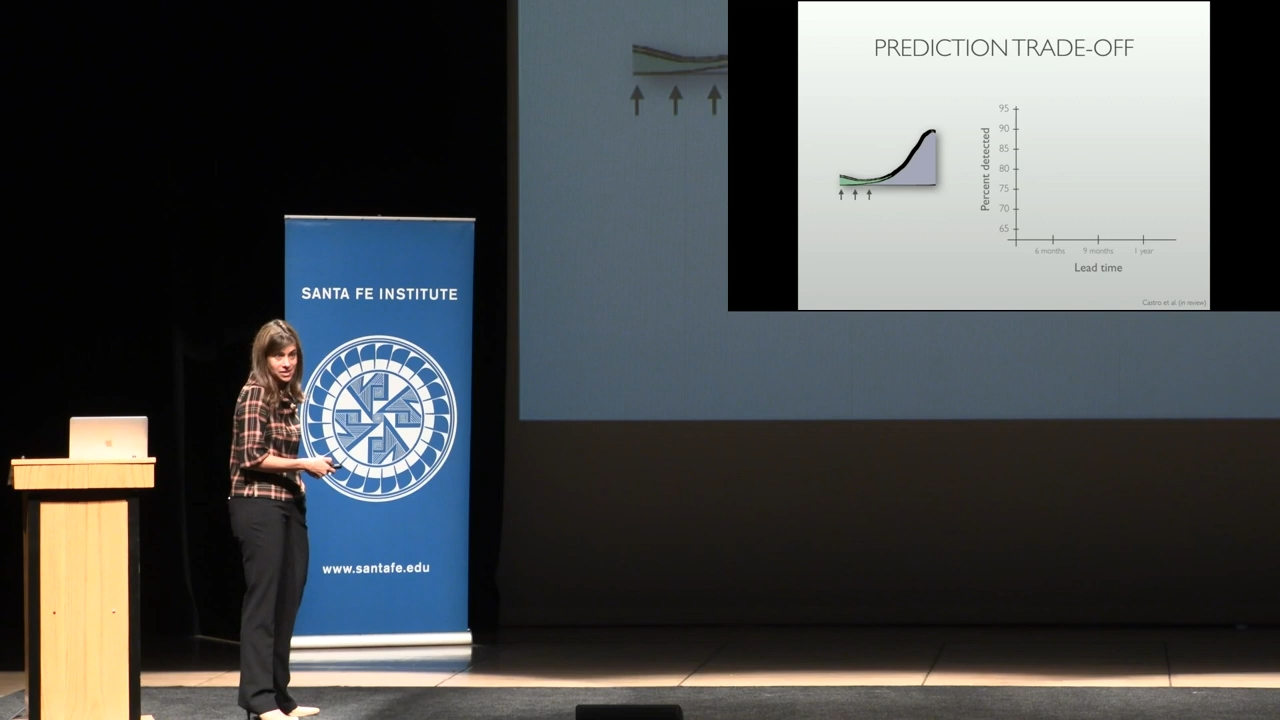 PREDICTION TRADE-OFF
Percent detected
95
90
85
80
75
70
65
6 months 9 months 1 year
Lead time
Castro et al (in review)
SANTA FE INSTITUTE
www.santafe.edu